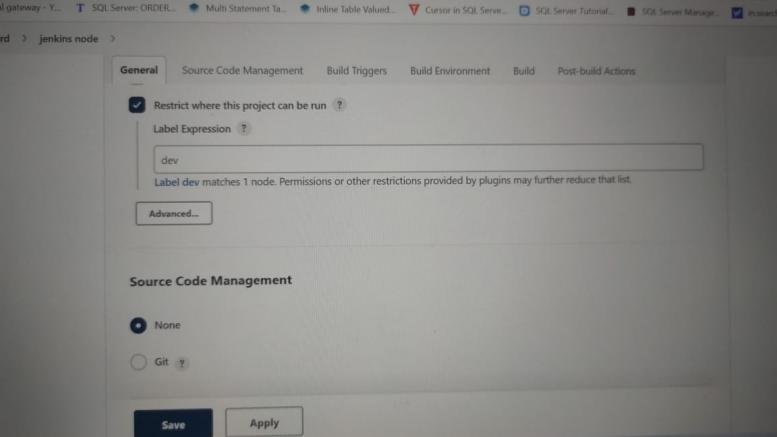 al gateway - Y... SQL Server: ORDER... Multi Statement Ta... Inline Table Valued... Cursor in SQL Serve... SQL Server Tutorial... SQL Server Manage...
rd > jenkins node >
General Source Code Management Build Triggers Build Environment Build Post-build Actions
Restrict where this project can be run ?
Label Expression ?
dev
Label dev matches 1 node. Permissions or other restrictions provided by plugins may further reduce that list.
Advanced...
Source Code Management
None
Git ?
Save Apply